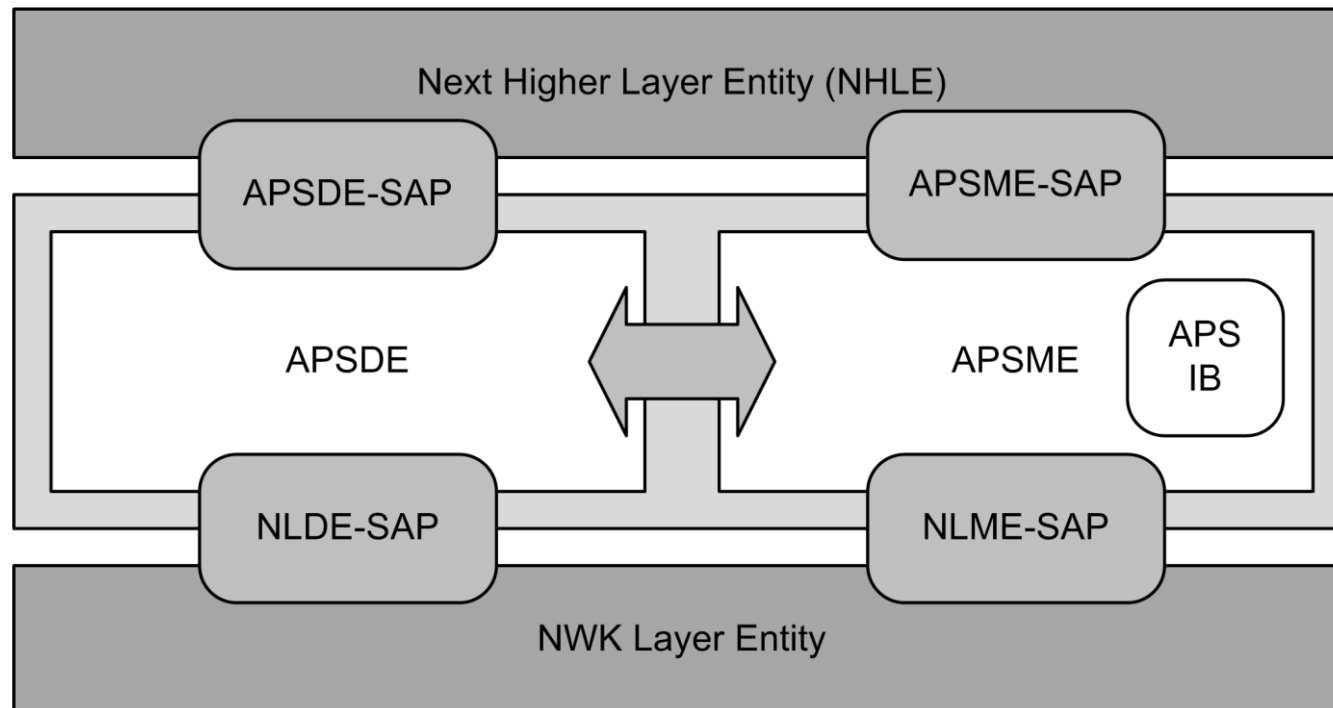 Next Higher Layer Entity (NHLE)
APSDE-SAP
APSME-SAP
APSDE
APSME
APS
IB
NLDE-SAP
NLME-SAP
NWK Layer Entity